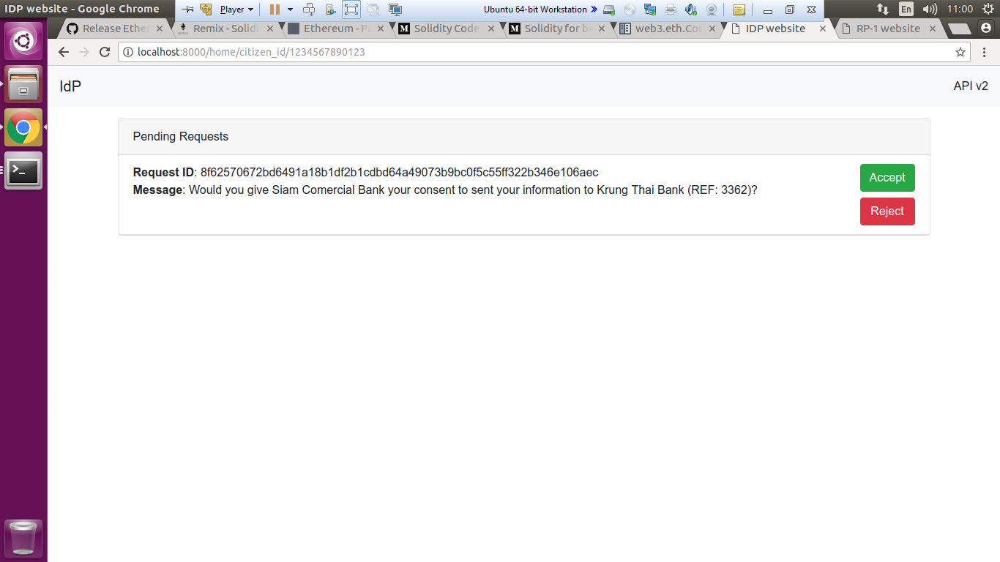 IDP website - Google Chrome
Player
Ubuntu 64-bit Workstation
En
11:00
Release Ether
Remix - Solidi
Ethereum - Pa
Solidity Code
Solidity for be
web3.eth.Con
IDP website
RP-1 website
localhost:8000/home/citizen_id/1234567890123
IdP
API v2
Pending Requests
Request ID: 8f62570672bd6491a18b1df2b1cdbd64a49073b9bc0f5c55ff322b346e106aec
Accept
Message: Would you give Siam Comercial Bank your consent to sent your information to Krung Thai Bank (REF: 3362)?
Reject